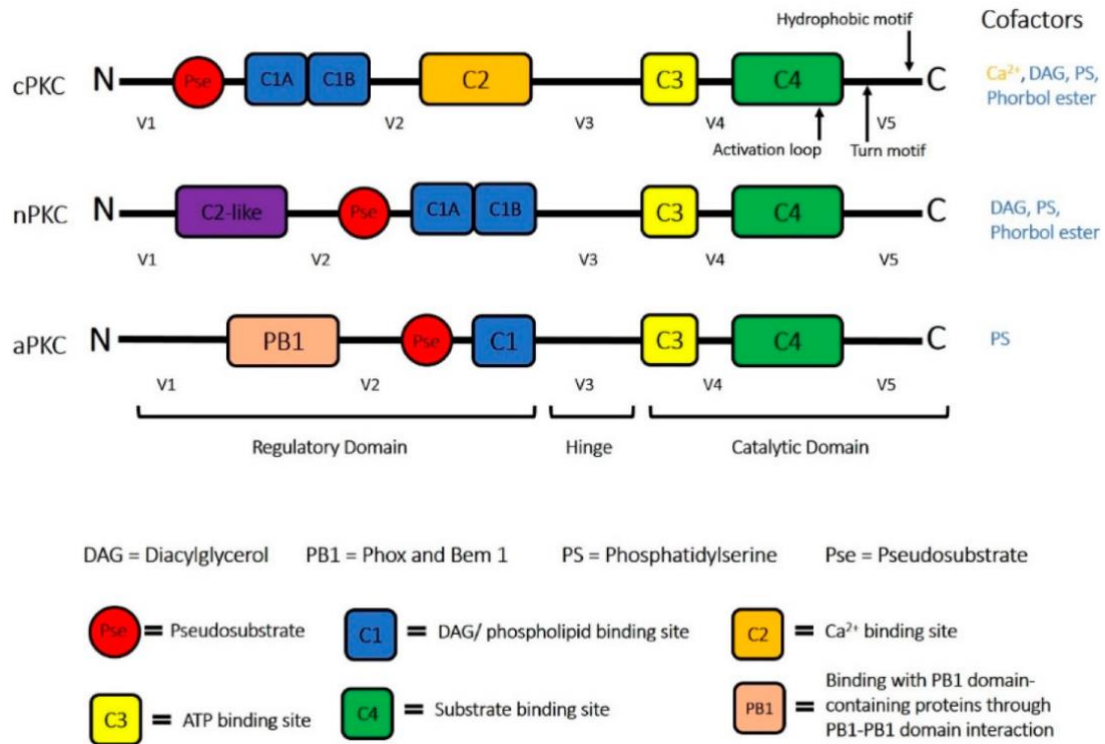 Hydrophobic motif
Cofactors
cPKC N Pse C1A C1B C2 C3 C4 C
Ca²⁺, DAG, PS,
Phorbol ester
V1 V2 V3 V4 V5
Activation loop Turn motif
nPKC N C2-like Pse C1A C1B C3 C4 C
DAG, PS,
Phorbol ester
V1 V2 V3 V4 V5
aPKC N PB1 Pse C1 C3 C4 C PS
V1 V2 V3 V4 V5
Regulatory Domain Hinge Catalytic Domain
DAG = Diacylglycerol PB1 = Phox and Bem 1 PS = Phosphatidylserine Pse = Pseudosubstrate
Pse = Pseudosubstrate
C1 = DAG/ phospholipid binding site
C2 = Ca²⁺ binding site
C3 = ATP binding site
C4 = Substrate binding site
PB1 = Binding with PB1 domain-
containing proteins through
PB1-PB1 domain interaction